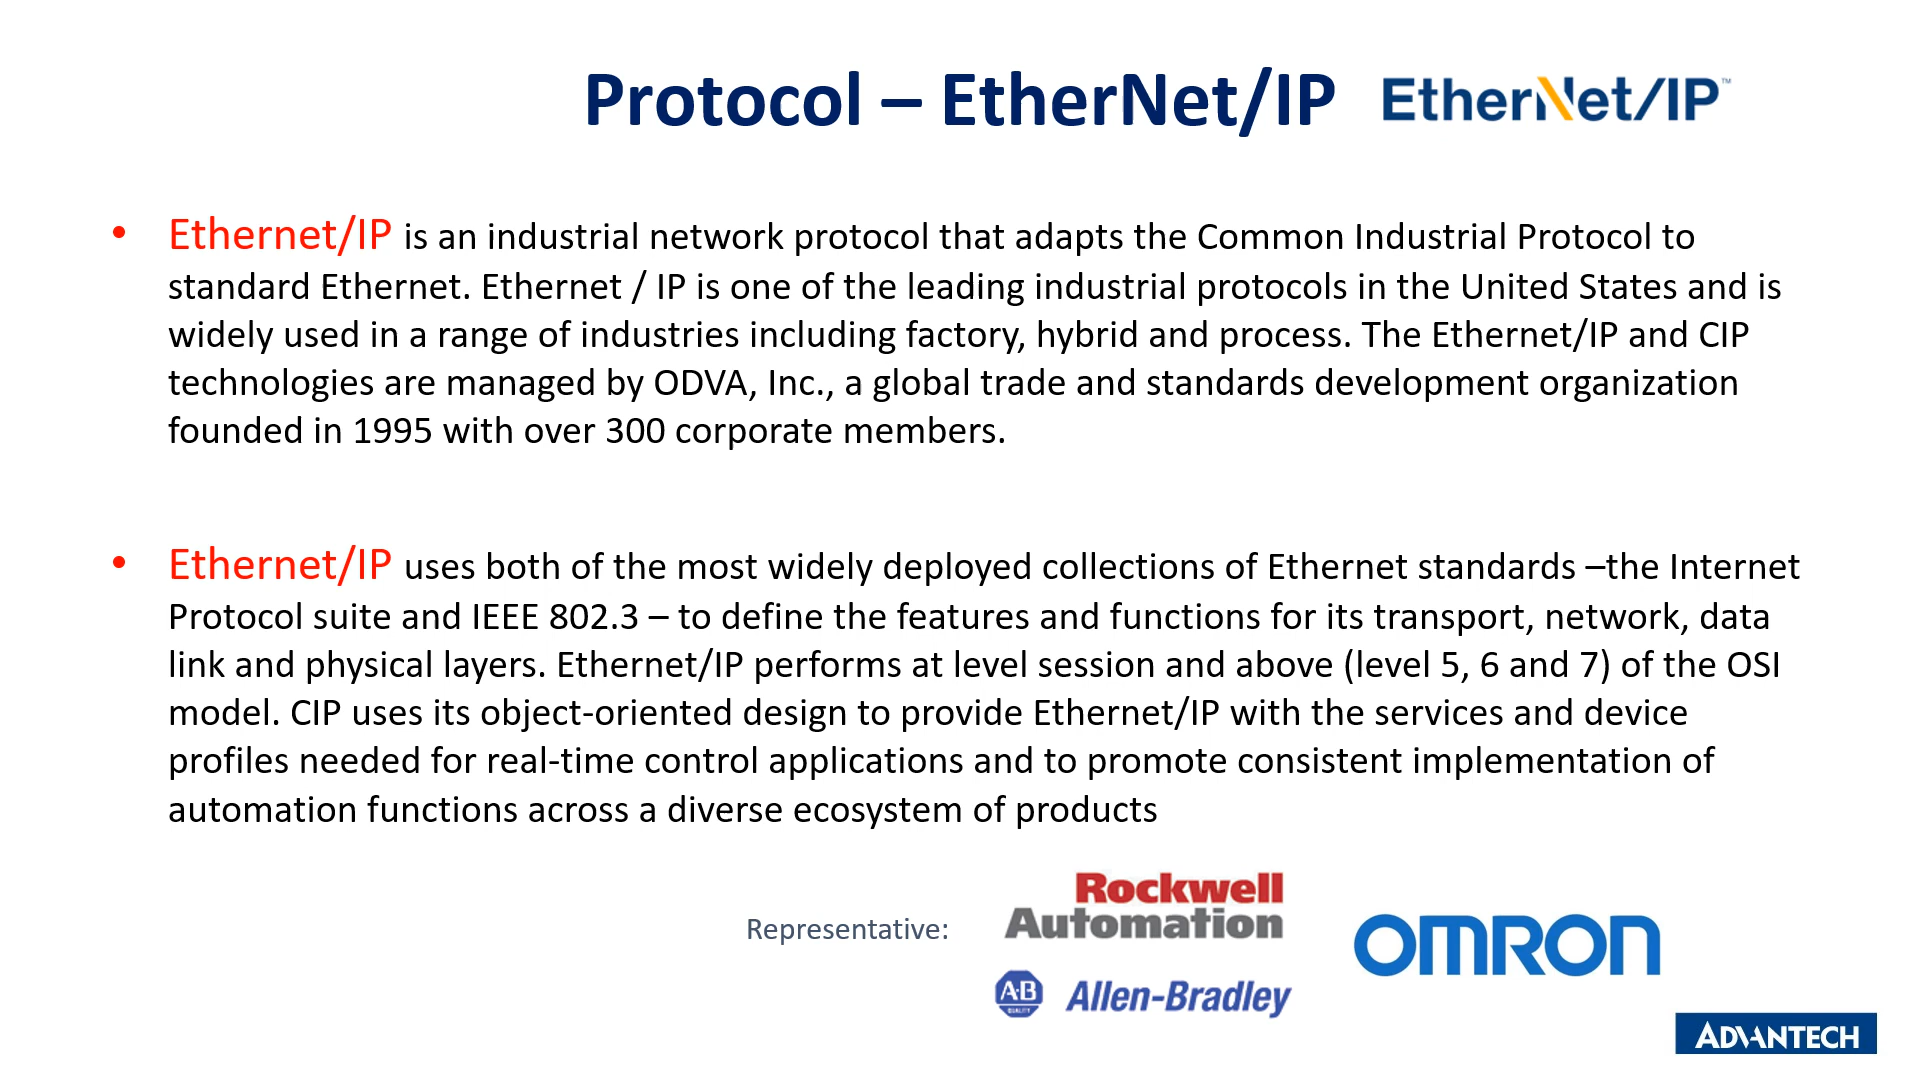 Protocol – EtherNet/IP
EtherNet/IP™
• Ethernet/IP is an industrial network protocol that adapts the Common Industrial Protocol to
standard Ethernet. Ethernet / IP is one of the leading industrial protocols in the United States and is
widely used in a range of industries including factory, hybrid and process. The Ethernet/IP and CIP
technologies are managed by ODVA, Inc., a global trade and standards development organization
founded in 1995 with over 300 corporate members.
• Ethernet/IP uses both of the most widely deployed collections of Ethernet standards –the Internet
Protocol suite and IEEE 802.3 – to define the features and functions for its transport, network, data
link and physical layers. Ethernet/IP performs at level session and above (level 5, 6 and 7) of the OSI
model. CIP uses its object-oriented design to provide Ethernet/IP with the services and device
profiles needed for real-time control applications and to promote consistent implementation of
automation functions across a diverse ecosystem of products
Representative:
Rockwell
Automation
A·B
QUALITY
Allen-Bradley
OMRON
ADVANTECH